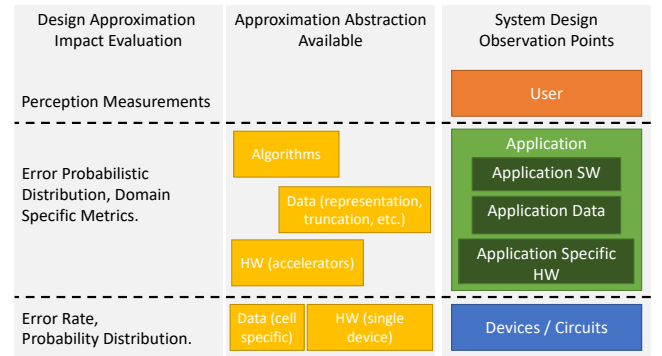 Design Approximation
Impact Evaluation
Approximation Abstraction
Available
System Design
Observation Points
Perception Measurements
User
Error Probabilistic
Distribution, Domain
Specific Metrics.
Algorithms
Data (representation,
truncation, etc.)
HW (accelerators)
Application
Application SW
Application Data
Application Specific
HW
Error Rate,
Probability Distribution.
Data (cell
specific)
HW (single
device)
Devices / Circuits